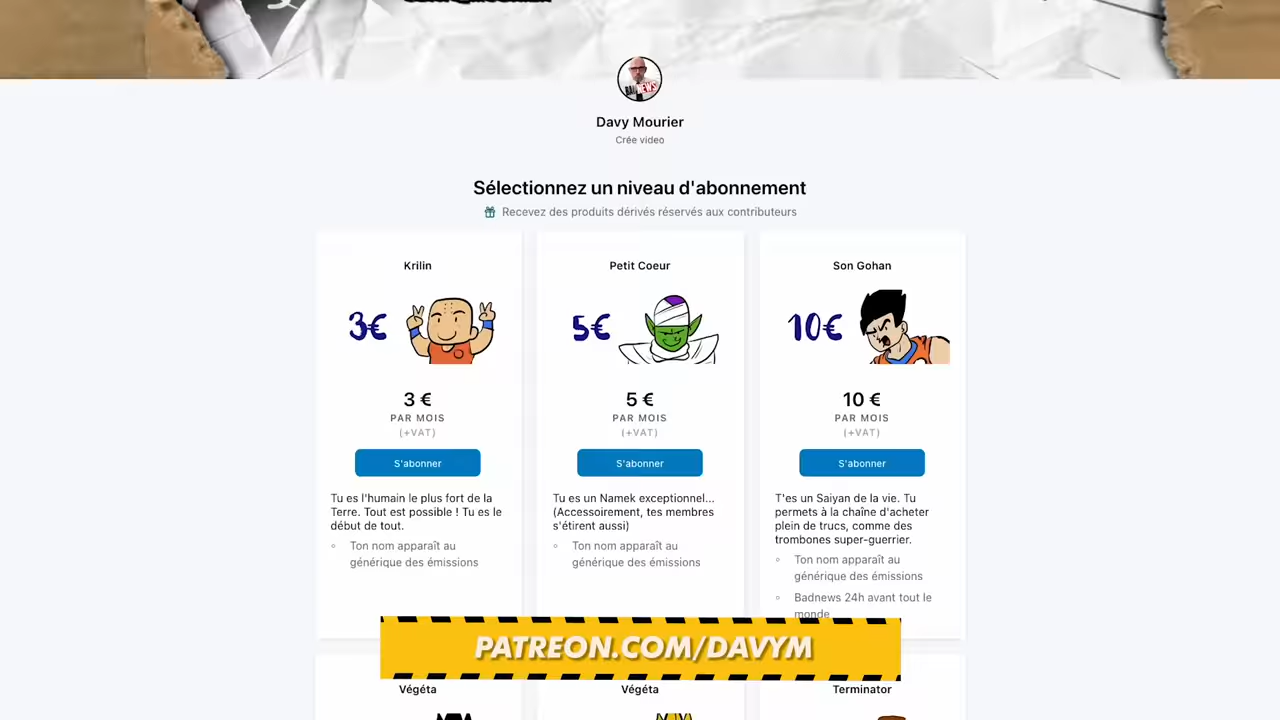 Davy Mourier
Crée video
Sélectionnez un niveau d'abonnement
Recevez des produits dérivés réservés aux contributeurs
Krilin
3€
3 €
PAR MOIS
(+VAT)
S'abonner
Tu es l'humain le plus fort de la
Terre. Tout est possible ! Tu es le
début de tout.
Ton nom apparaît au
générique des émissions
Petit Coeur
5€
5 €
PAR MOIS
(+VAT)
S'abonner
Tu es un Namek exceptionnel...
(Accessoirement, tes membres
s'étirent aussi)
Ton nom apparaît au
générique des émissions
Son Gohan
10€
10 €
PAR MOIS
(+VAT)
S'abonner
T'es un Saiyan de la vie. Tu
permets à la chaîne d'acheter
plein de trucs, comme des
trombones super-guerrier.
Ton nom apparaît au
générique des émissions
Badnews 24h avant tout le
monde
PATREON.COM/DAVYM
Végéta
Végéta
Terminator